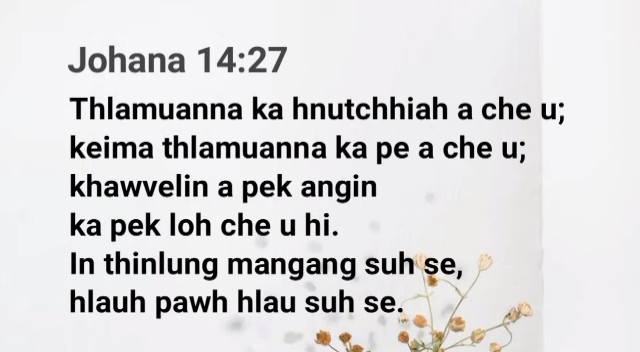 Johana 14:27
Thlamuanna ka hnutchhiah a che u;
keima thlamuanna ka pe a che u;
khawvelin a pek angin
ka pek loh che u hi.
In thinlung mangang suh se,
hlauh pawh hlau suh se.